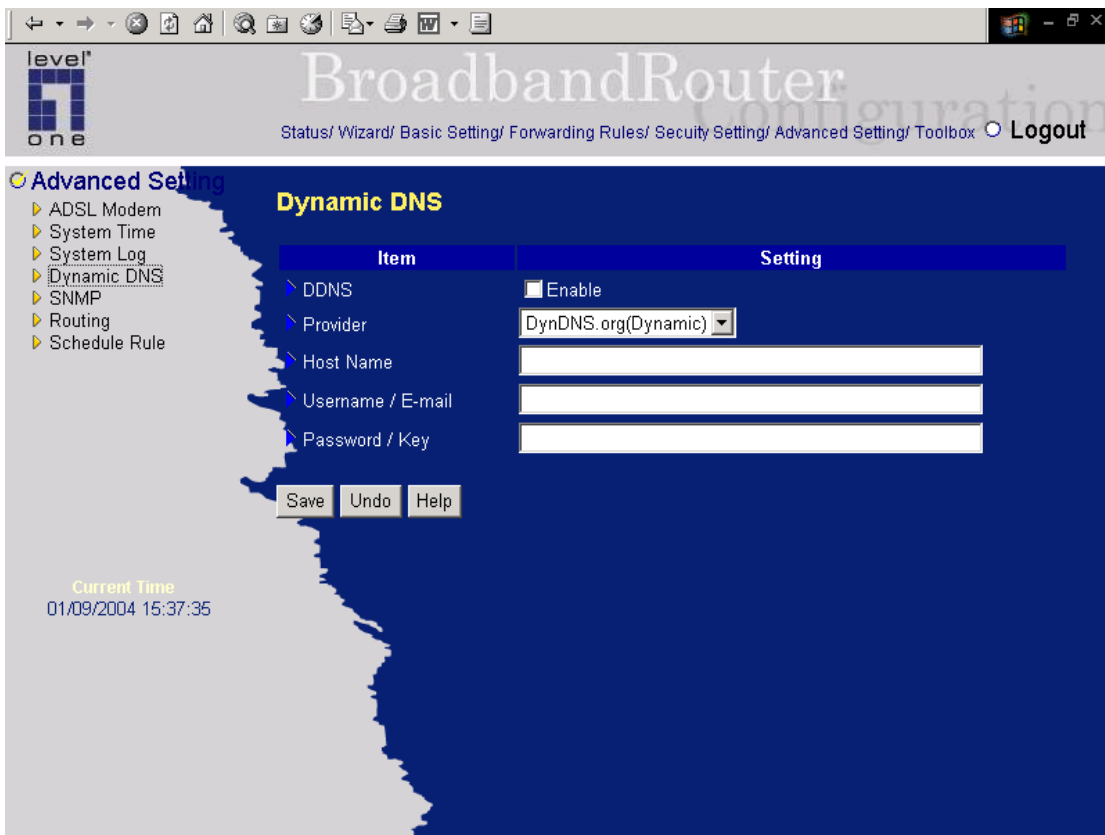 level
one
BroadbandRouter
Configuration
Status/ Wizard/ Basic Setting/ Forwarding Rules/ Secuity Setting/ Advanced Setting/ Toolbox Logout
Advanced Setting
ADSL Modem
System Time
System Log
Dynamic DNS
SNMP
Routing
Schedule Rule
Current Time
01/09/2004 15:37:35
Dynamic DNS
Item Setting
DDNS Enable
Provider DynDNS.org(Dynamic)
Host Name
Username / E-mail
Password / Key
Save Undo Help